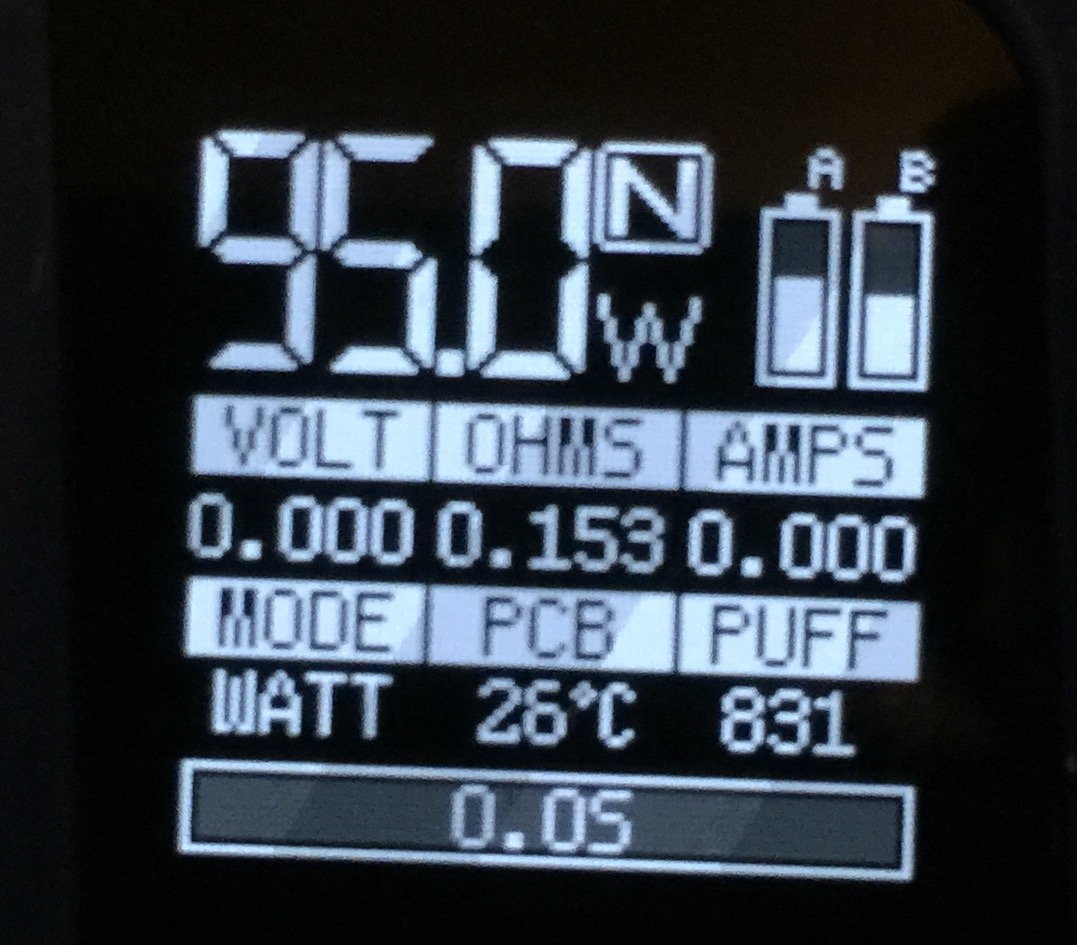 95.0 N A B
W
VOLT OHMS AMPS
0.000 0.153 0.000
MODE PCB PUFF
WATT 26°C 831
0.0S